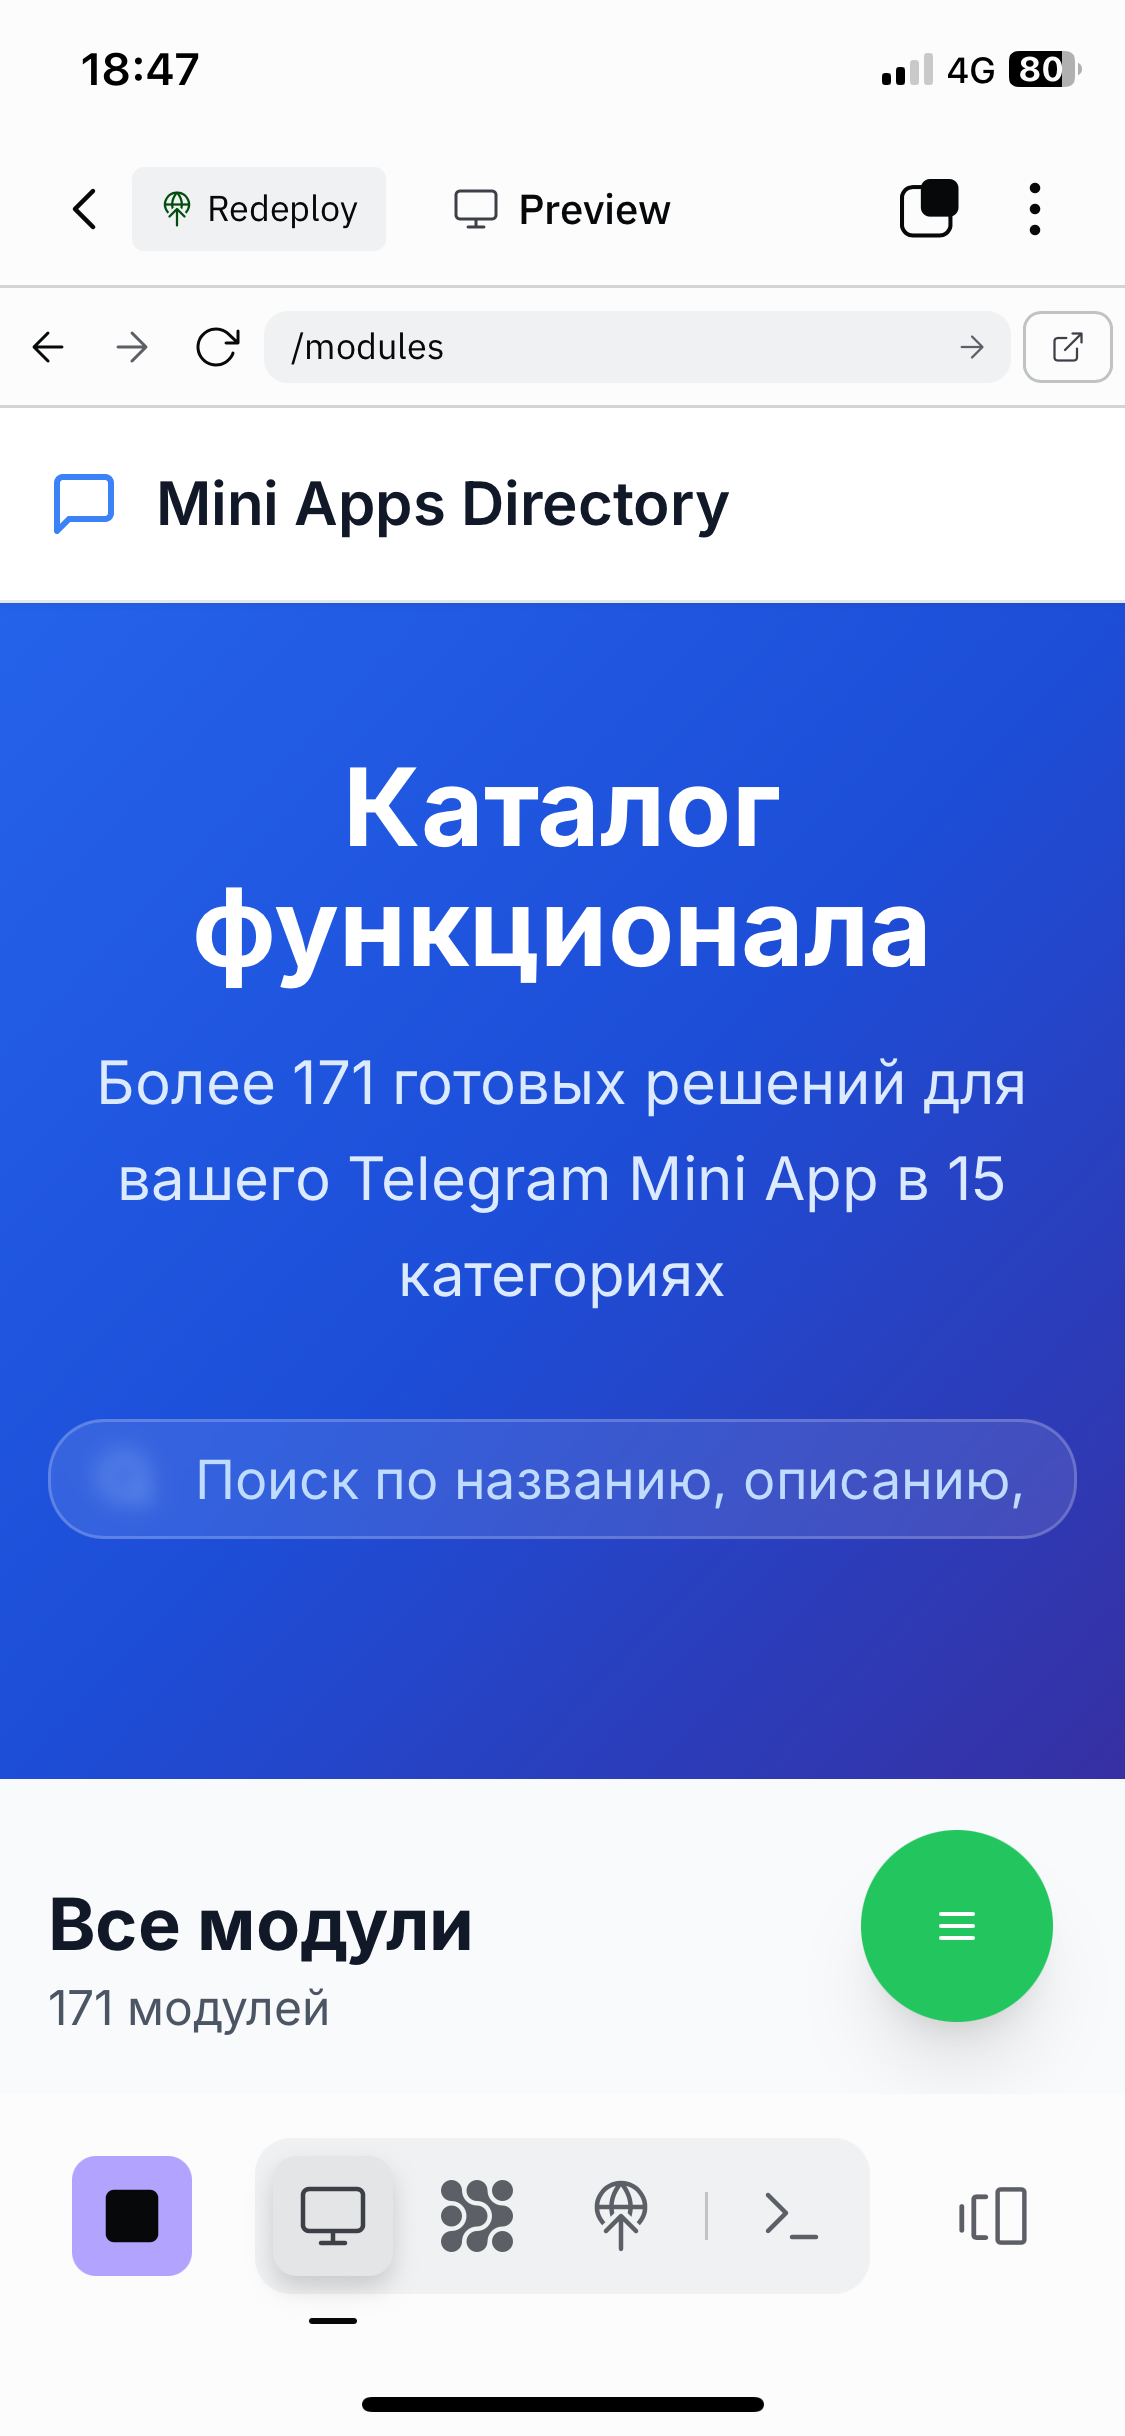 18:47
4G 80
Redeploy
Preview
/modules
Mini Apps Directory
Каталог
функционала
Более 171 готовых решений для
вашего Telegram Mini App в 15
категориях
Поиск по названию, описанию,
Все модули
171 модулей